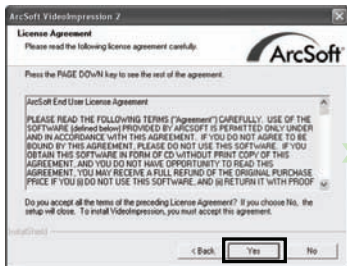 ArcSoft VideoImpression 2
License Agreement
Please read the following license agreement carefully.
ArcSoft
Press the PAGE DOWN key to see the rest of the agreement.
ArcSoft End User License Agreement
PLEASE READ THE FOLLOWING TERMS ("Agreement") CAREFULLY. USE OF THE
SOFTWARE (defined below) PROVIDED BY ARCSOFT IS PERMITTED ONLY UNDER
AND IN ACCORDANCE WITH THIS AGREEMENT. IF YOU DO NOT AGREE TO BE
BOUND BY THIS AGREEMENT, PLEASE DO NOT USE THIS SOFTWARE. IF YOU
OBTAIN THIS SOFTWARE IN FORM OF CD WITHOUT PRINT COPY OF THIS
AGREEMENT, AND YOU DO NOT HAVE OPPORTUNITY TO READ THIS
AGREEMENT, YOU MAY RECEIVE A FULL REFUND OF THE ORIGINAL PURCHASE
PRICE IF YOU (i) DO NOT USE THIS SOFTWARE, AND (ii) RETURN IT WITH PROOF
Do you accept all the terms of the preceding License Agreement? If you choose No, the
setup will close. To install VideoImpression, you must accept this agreement.
InstallShield
< Back Yes No